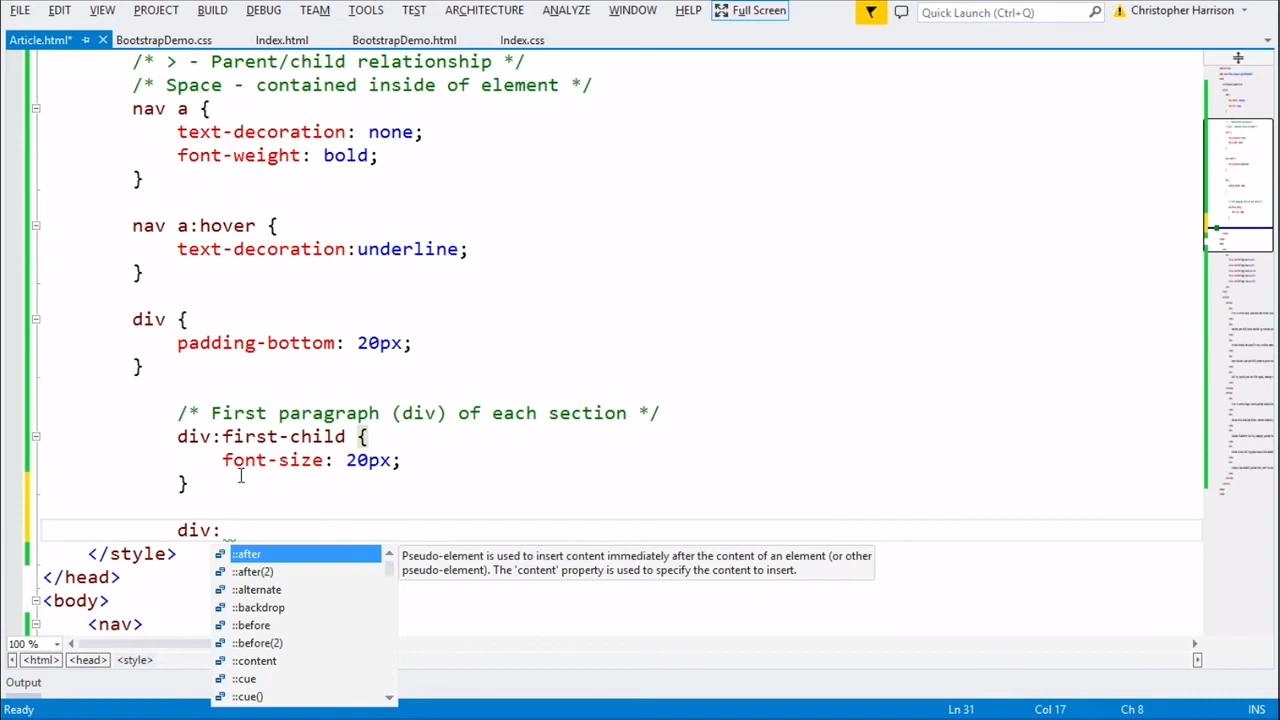 FILE EDIT VIEW PROJECT BUILD DEBUG TEAM TOOLS TEST ARCHITECTURE ANALYZE WINDOW HELP Full Screen Quick Launch (Ctrl+Q) Christopher Harrison
Article.html* BootstrapDemo.css Index.html BootstrapDemo.html Index.css
/* > - Parent/child relationship */
/* Space - contained inside of element */
nav a {
text-decoration: none;
font-weight: bold;
}
nav a:hover {
text-decoration:underline;
}
div {
padding-bottom: 20px;
}
/* First paragraph (div) of each section */
div:first-child {
font-size: 20px;
}
div:
</style>
</head>
<body>
<nav>
::after
::after(2)
::alternate
::backdrop
::before
::before(2)
::content
::cue
::cue()
Pseudo-element is used to insert content immediately after the content of an element (or other
pseudo-element). The 'content' property is used to specify the content to insert.
100 %
<html> <head> <style>
Output
Ready Ln 31 Col 17 Ch 8 INS